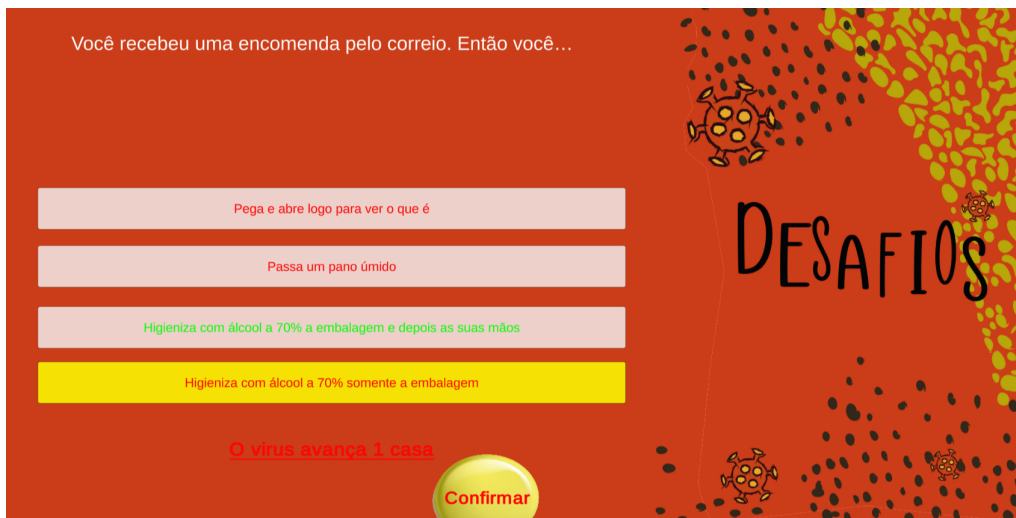 Você recebeu uma encomenda pelo correio. Então você…
Pega e abre logo para ver o que é
Passa um pano úmido
Higieniza com álcool a 70% a embalagem e depois as suas mãos
Higieniza com álcool a 70% somente a embalagem
O virus avança 1 casa
Confirmar
DESAFIOS